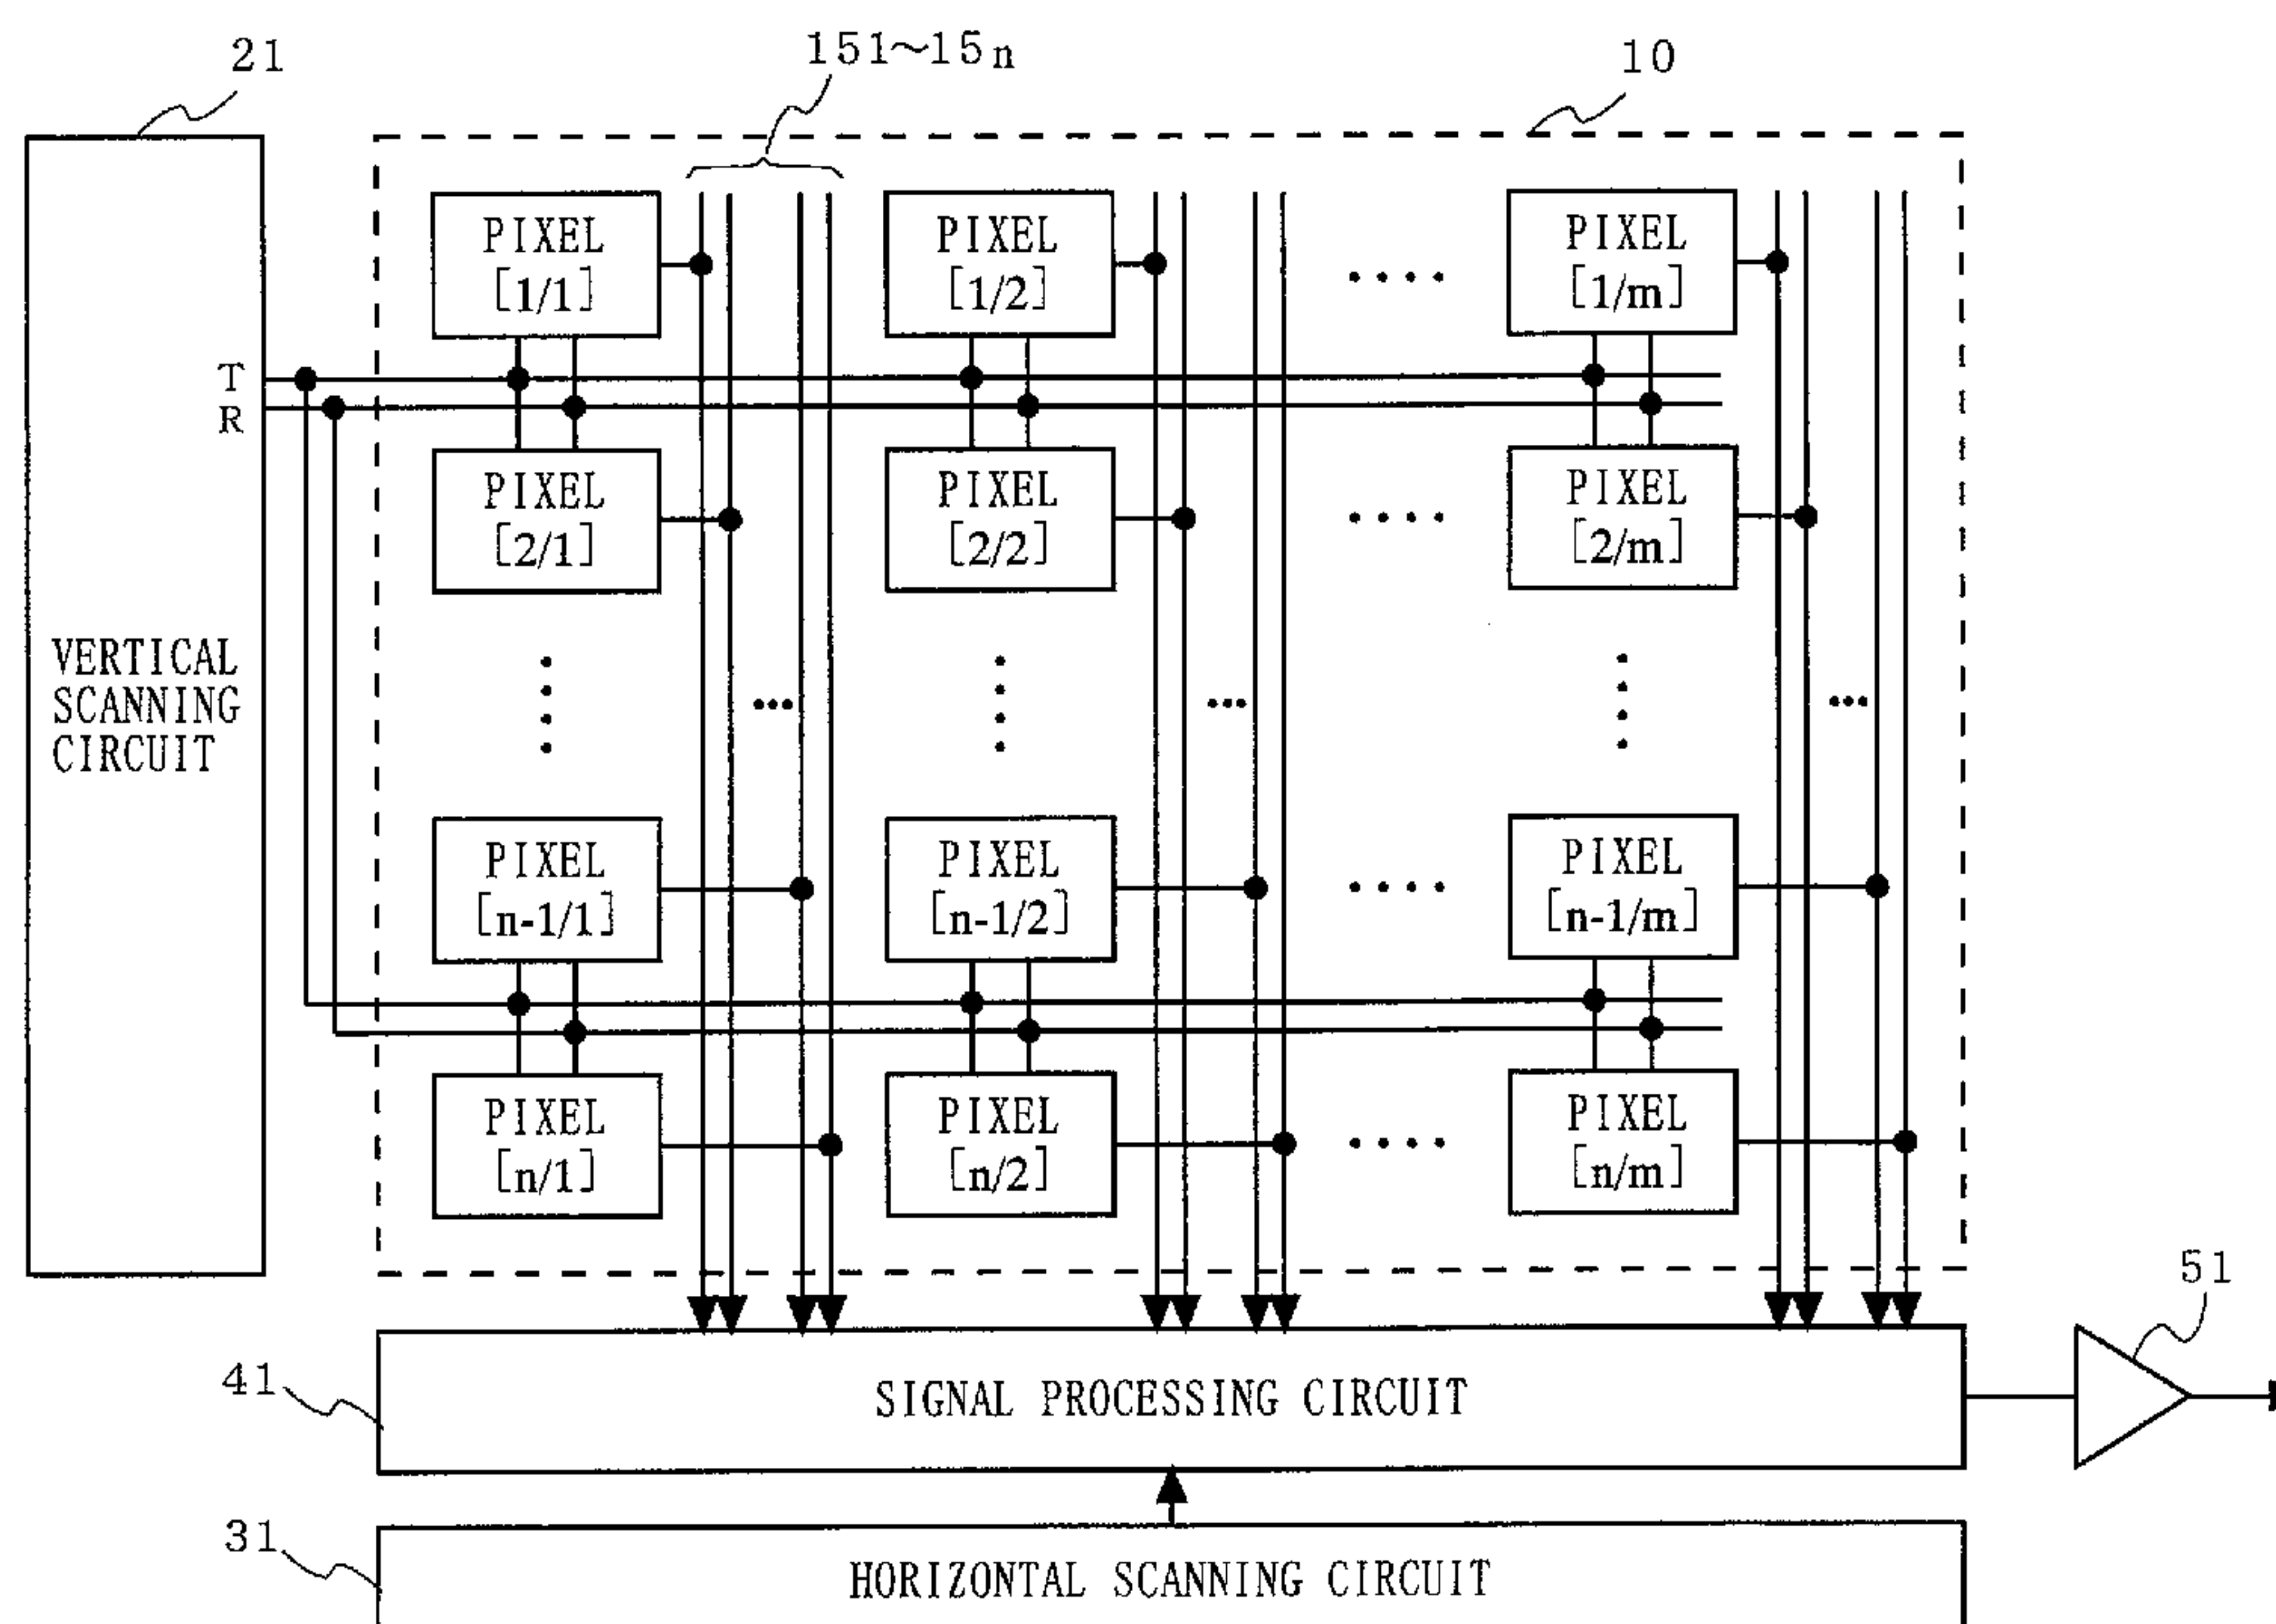 21
151~15n
10
PIXEL
[1/1]
PIXEL
[1/2]
PIXEL
[1/m]
T
R
PIXEL
[2/1]
PIXEL
[2/2]
PIXEL
[2/m]
VERTICAL
SCANNING
CIRCUIT
PIXEL
[n-1/1]
PIXEL
[n-1/2]
PIXEL
[n-1/m]
PIXEL
[n/1]
PIXEL
[n/2]
PIXEL
[n/m]
51
41
SIGNAL PROCESSING CIRCUIT
31
HORIZONTAL SCANNING CIRCUIT